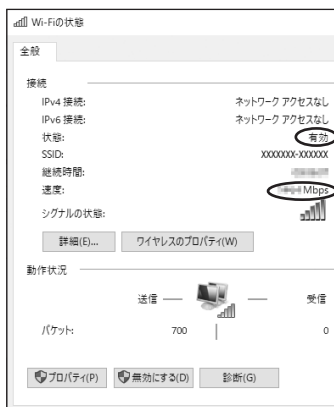 Wi-Fiの状態
全般
接続
IPv4 接続: ネットワーク アクセスなし
IPv6 接続: ネットワーク アクセスなし
状態: 有効
SSID: XXXXXXX-XXXXXX
継続時間:
速度: Mbps
シグナルの状態:
詳細(E)... ワイヤレスのプロパティ(W)
動作状況
送信 — — 受信
パケット: 700 | 0
プロパティ(P) 無効にする(D) 診断(G)